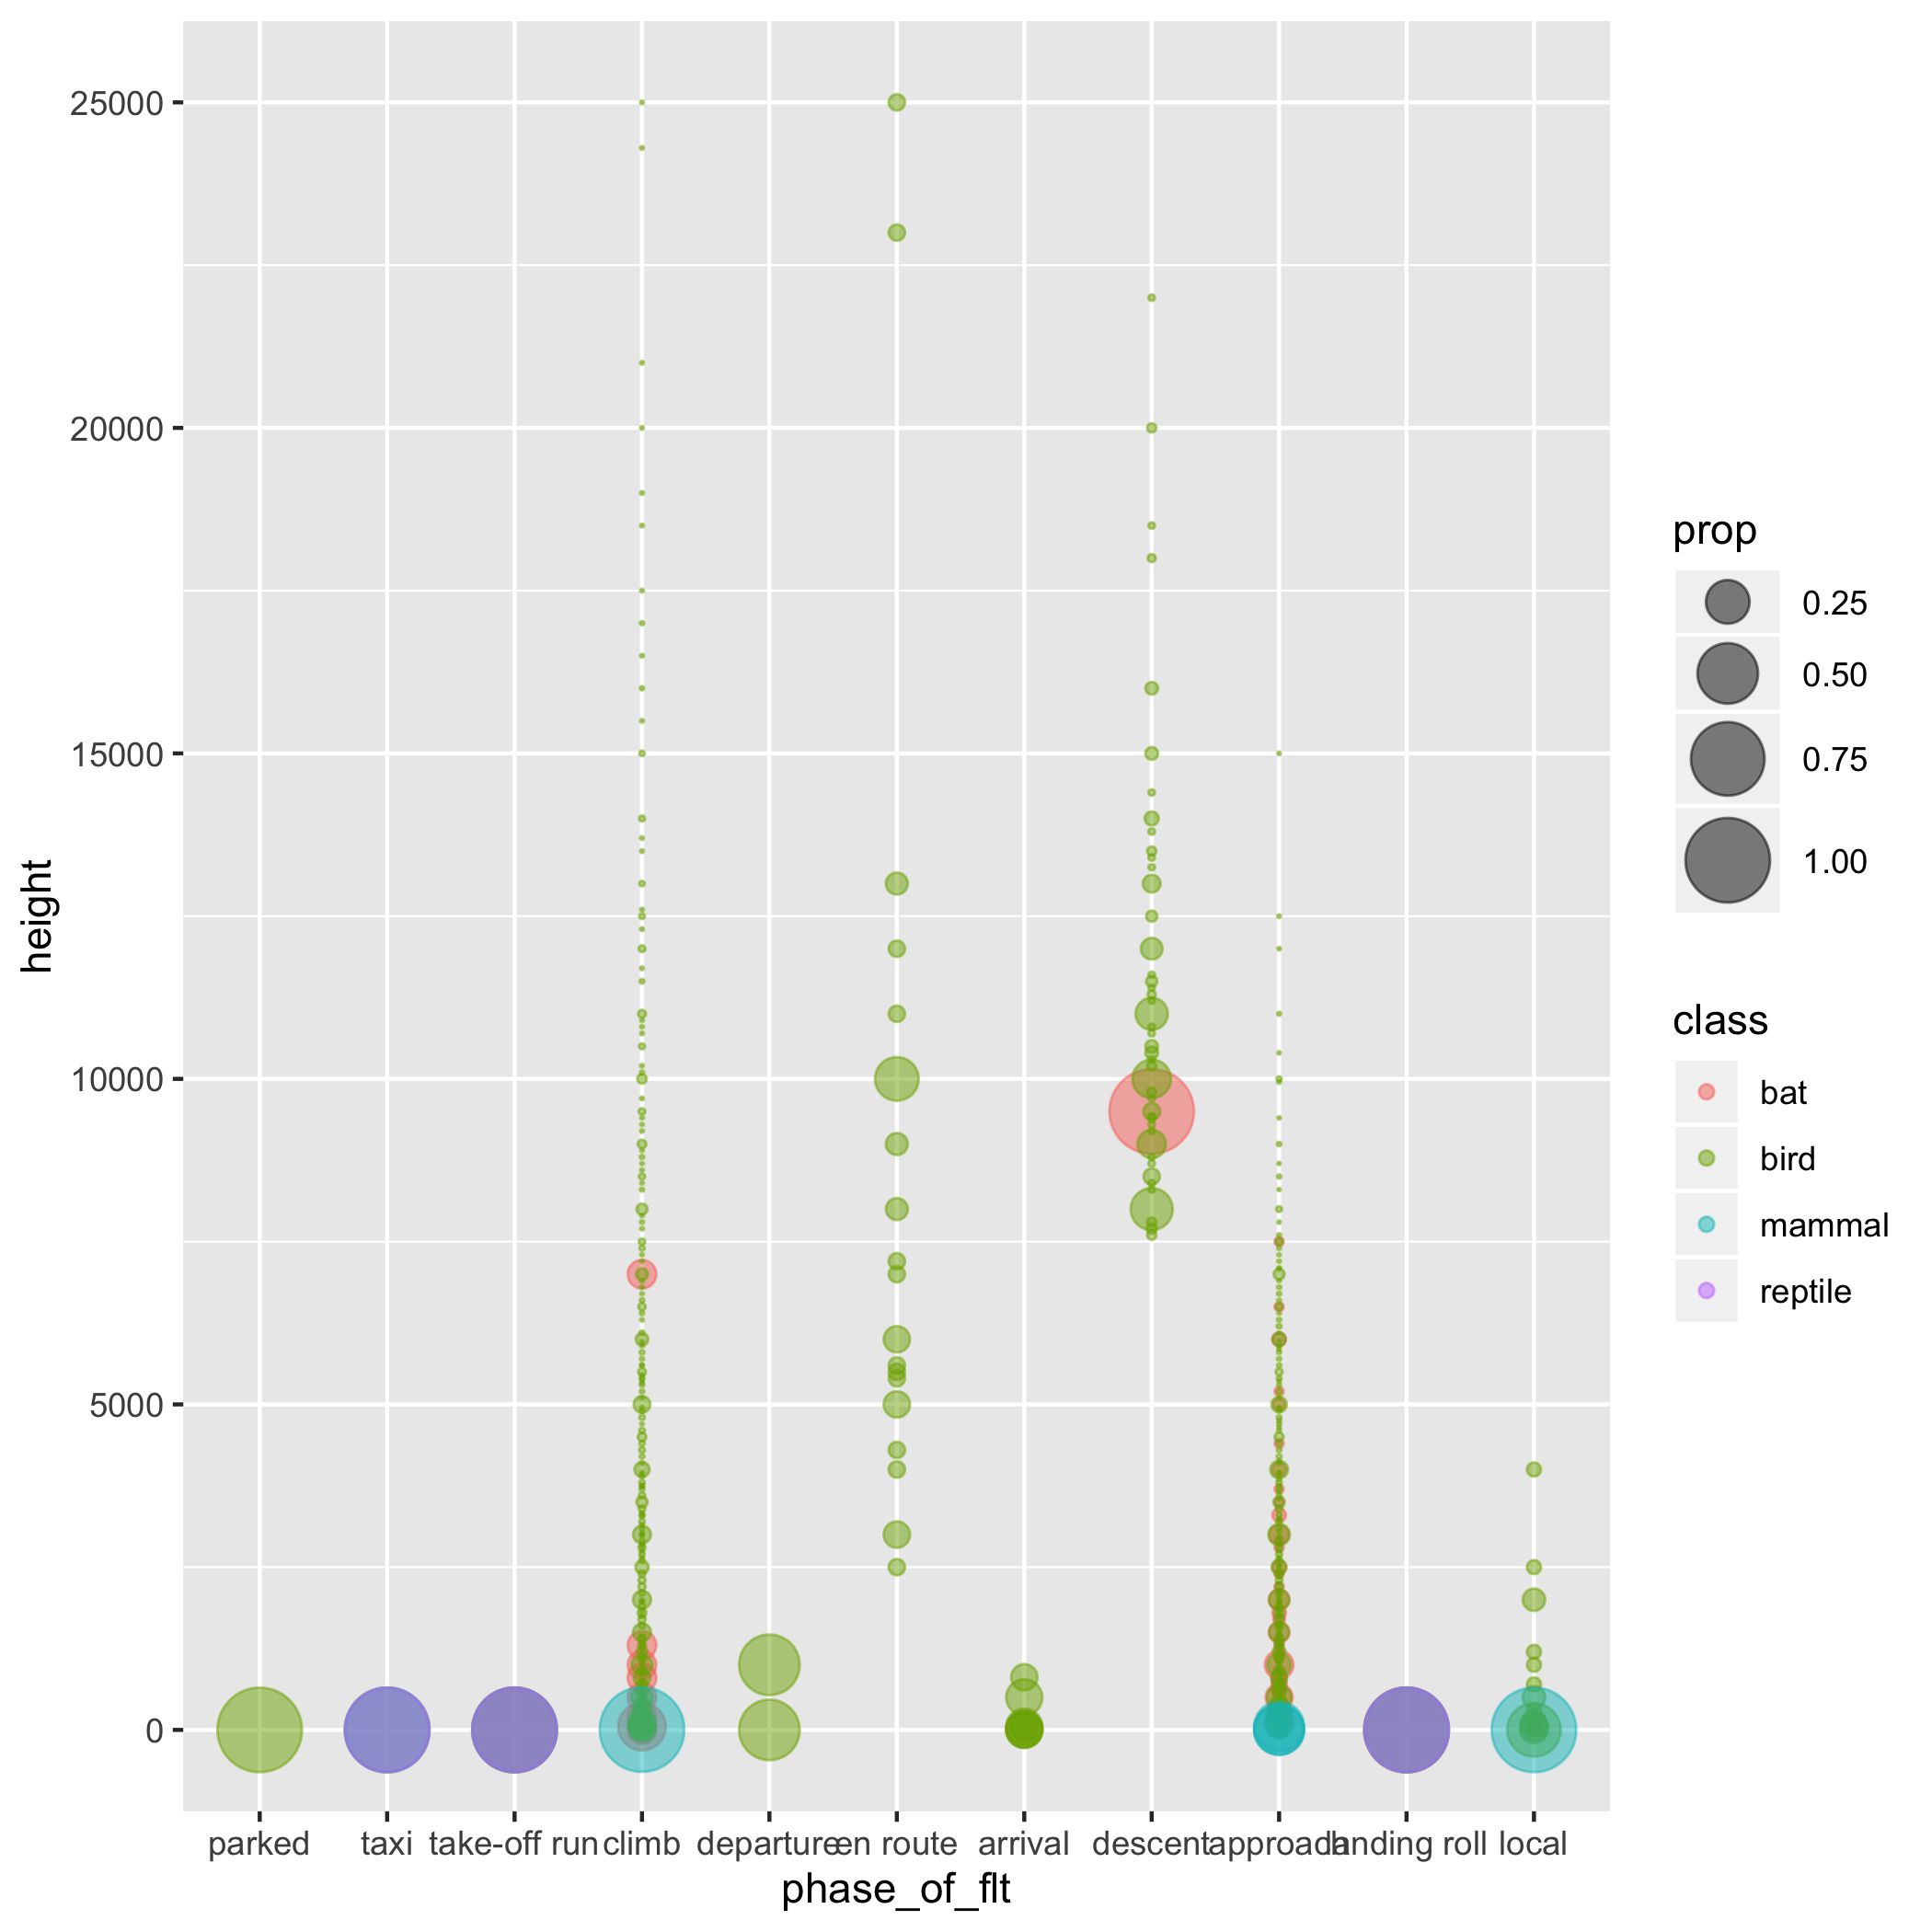 25000
20000
15000
10000
5000
0
height
parked taxi take-off run climb departure en route arrival descent approach landing roll local
phase_of_flt
prop
0.25
0.50
0.75
1.00
class
bat
bird
mammal
reptile